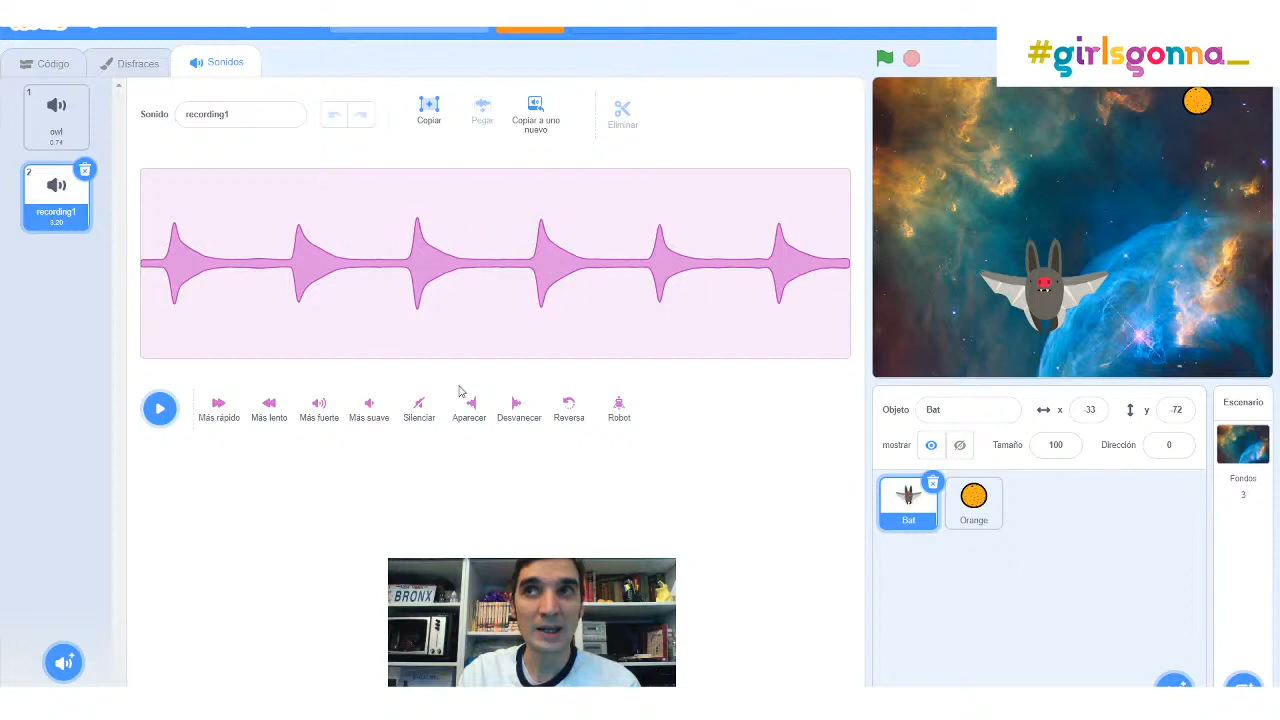 #girlsgonna_
Código
Disfraces
Sonidos
1
owl
0.74
2
recording1
3.20
Sonido
recording1
Copiar
Pegar
Copiar a uno
nuevo
Eliminar
Más rápido
Más lento
Más fuerte
Más suave
Silenciar
Aparecer
Desvanecer
Reversa
Robot
BRONX
Objeto
Bat
x
-33
y
-72
mostrar
Tamaño
100
Dirección
0
Bat
Orange
Escenario
Fondos
3